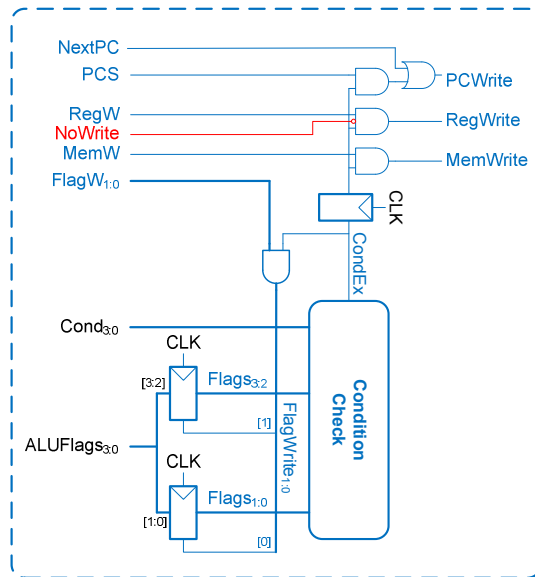 NextPC
PCS
PCWrite
RegW
RegWrite
NoWrite
MemW
MemWrite
FlagW1:0
CLK
CondEx
Cond3:0
CLK
[3:2]
Flags3:2
[1]
FlagWrite1:0
Condition
Check
ALUFlags3:0
CLK
[1:0]
Flags1:0
[0]